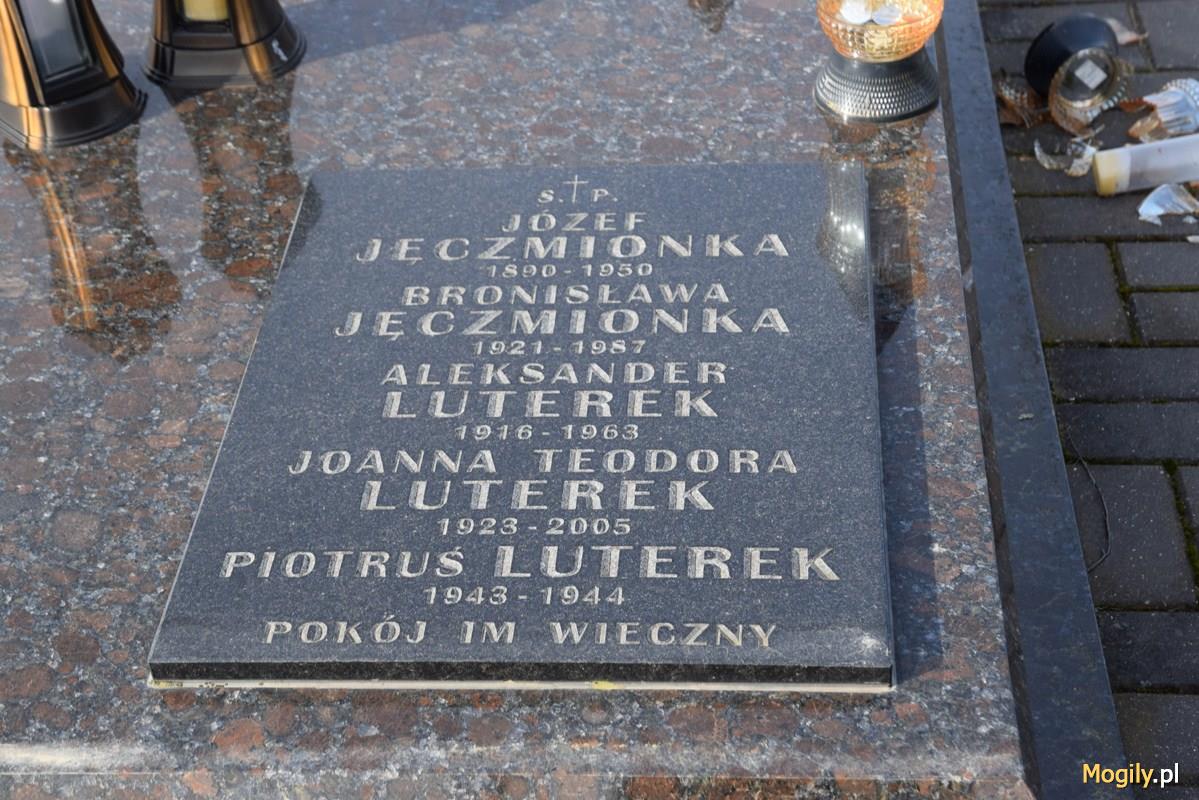 Ś. † P.
JÓZEF
JĘCZMIONKA
1890 - 1950
BRONISŁAWA
JĘCZMIONKA
1921 - 1987
ALEKSANDER
LUTEREK
1916 - 1963
JOANNA TEODORA
LUTEREK
1923 - 2005
PIOTRUŚ LUTEREK
1943 - 1944
POKÓJ IM WIECZNY
Mogily.pl